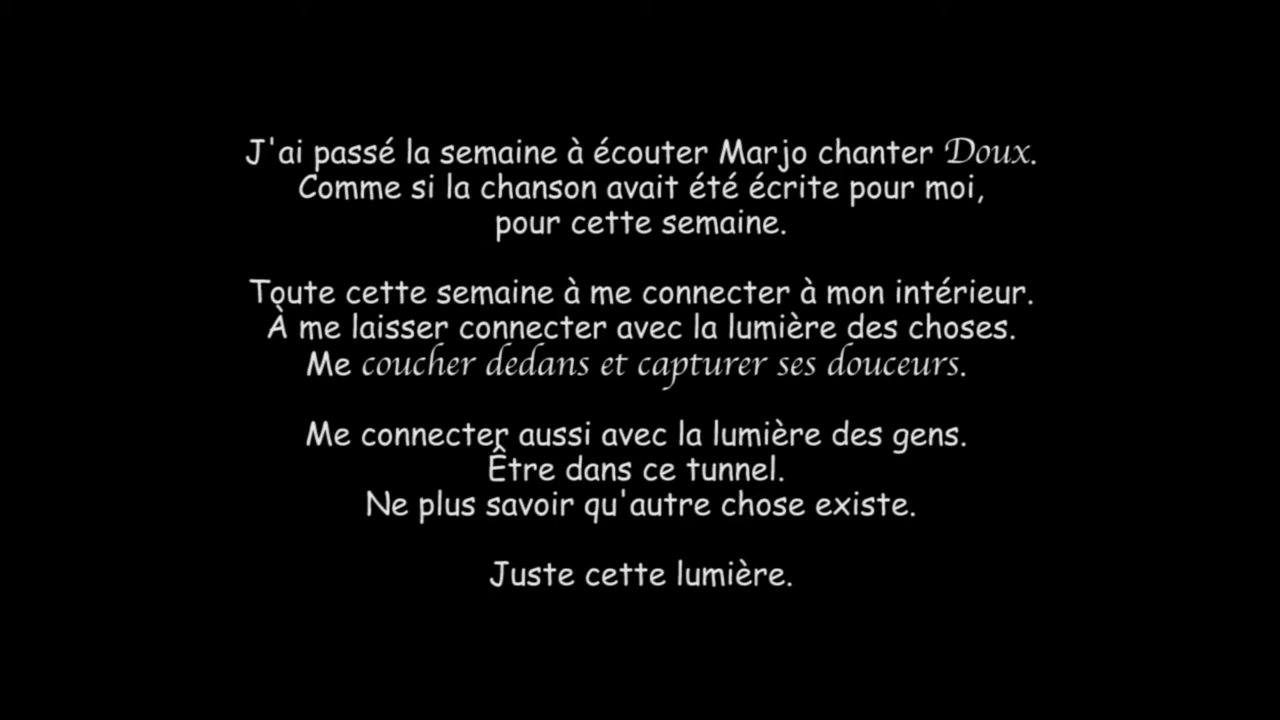 J'ai passé la semaine à écouter Marjo chanter Doux.
Comme si la chanson avait été écrite pour moi,
pour cette semaine.
Toute cette semaine à me connecter à mon intérieur.
À me laisser connecter avec la lumière des choses.
Me coucher dedans et capturer ses douceurs.
Me connecter aussi avec la lumière des gens.
Être dans ce tunnel.
Ne plus savoir qu'autre chose existe.
Juste cette lumière.